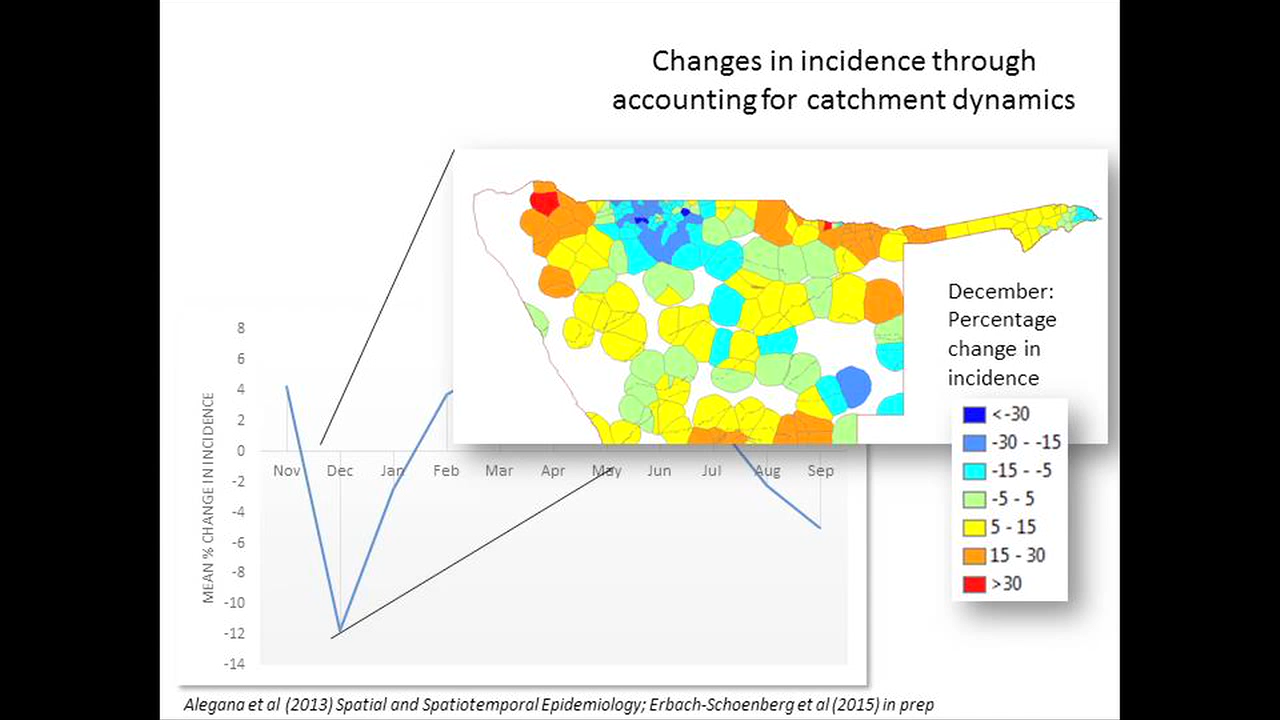 Changes in incidence through
accounting for catchment dynamics
December:
Percentage
change in
incidence
<-30
-30 - -15
-15 - -5
-5 - 5
5 - 15
15 - 30
>30
MEAN % CHANGE IN INCIDENCE
8
6
4
2
0
-2
-4
-6
-8
-10
-12
-14
Nov Dec Jan Feb Mar Apr May Jun Jul Aug Sep
Alegana et al (2013) Spatial and Spatiotemporal Epidemiology; Erbach-Schoenberg et al (2015) in prep